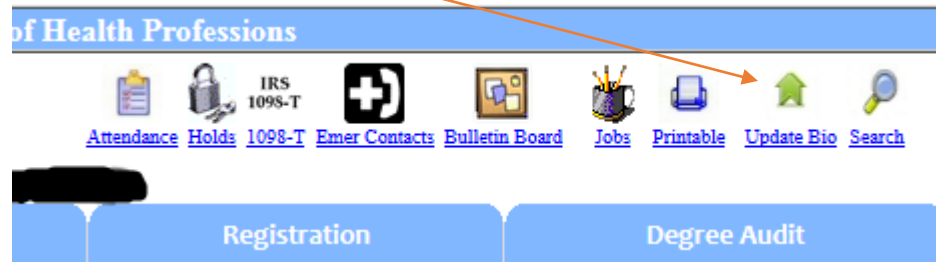 of Health Professions
IRS
1098-T
Attendance Holds 1098-T Emer Contacts Bulletin Board Jobs Printable Update Bio Search
Registration Degree Audit